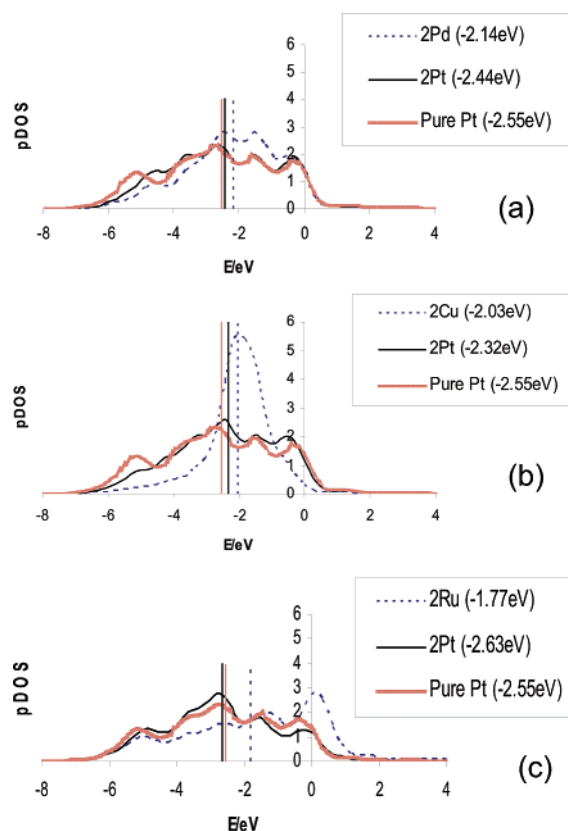 2Pd (-2.14eV)
2Pt (-2.44eV)
Pure Pt (-2.55eV)
pDOS
6
5
4
3
2
1
0
-8 -6 -4 -2 0 2 4
E/eV
(a)
2Cu (-2.03eV)
2Pt (-2.32eV)
Pure Pt (-2.55eV)
pDOS
6
5
4
3
2
1
0
-8 -6 -4 -2 0 2 4
E/eV
(b)
2Ru (-1.77eV)
2Pt (-2.63eV)
Pure Pt (-2.55eV)
pDOS
5
4
3
2
1
0
-8 -6 -4 -2 0 2 4
E/eV
(c)